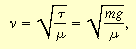 ν = √(τ/μ) = √(mg/μ),